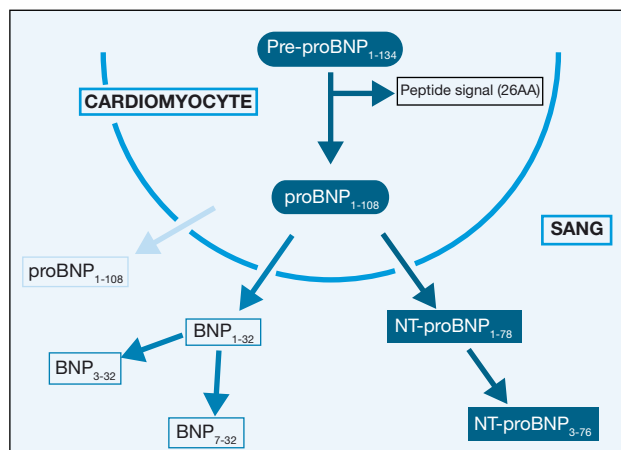 Pre-proBNP1-134
CARDIOMYOCYTE
Peptide signal (26AA)
proBNP1-108
SANG
proBNP1-108
BNP1-32
NT-proBNP1-78
BNP3-32
BNP7-32
NT-proBNP3-76